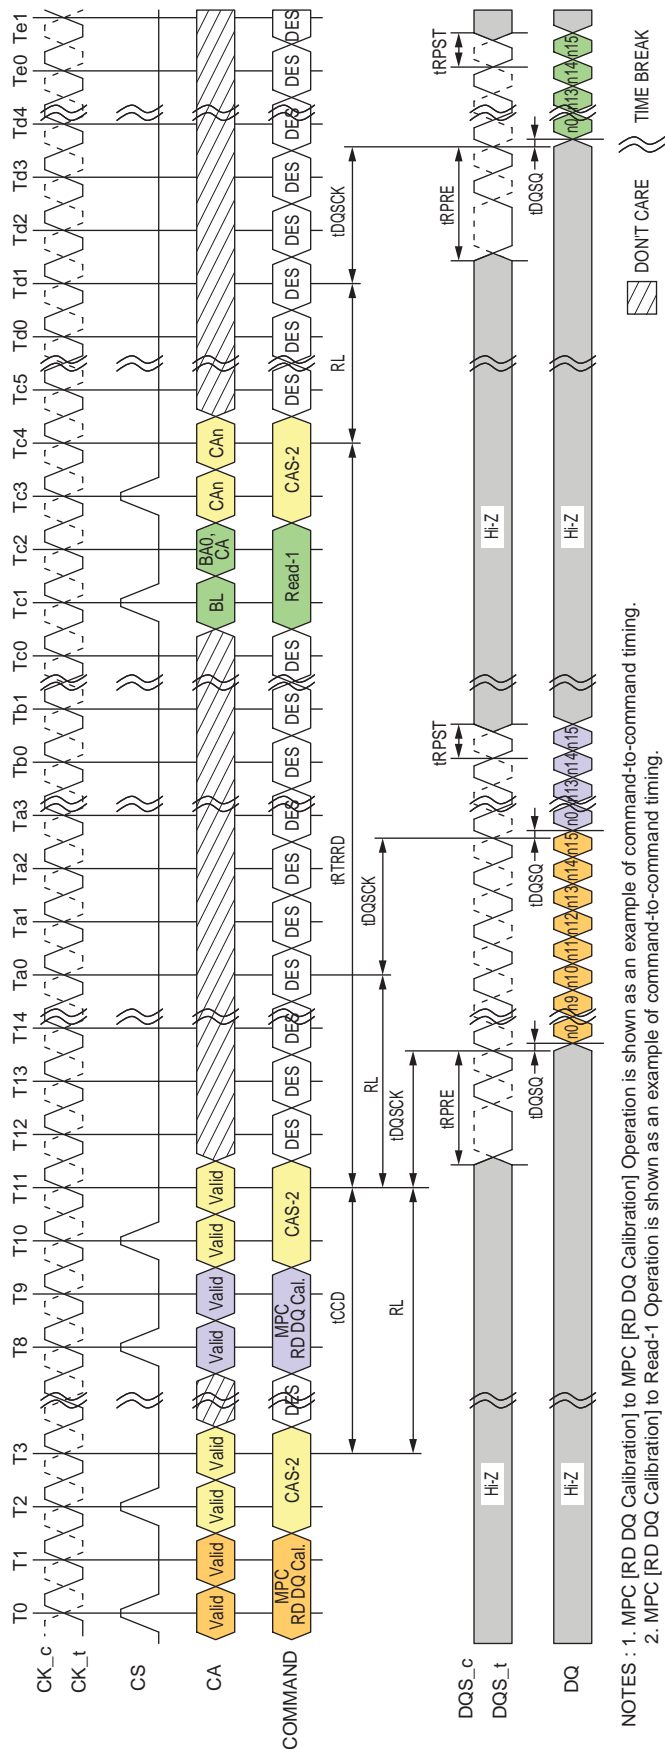 T0 T1 T2 T3 T8 T9 T10 T11 T12 T13 T14 Ta0 Ta1 Ta2 Ta3 Tb0 Tb1 Tc0 Tc1 Tc2 Tc3 Tc4 Tc5 Td0 Td1 Td2 Td3 Td4 Te0 Te1
CK_c
CK_t
CS
CA
Valid Valid Valid Valid Valid Valid Valid Valid BL BA0, CA CAn CAn
COMMAND
MPC RD DQ Cal. CAS-2 DES MPC RD DQ Cal. CAS-2 DES DES DES DES DES DES DES DES DES DES Read-1 CAS-2 DES DES DES DES DES DES DES DES
tCCD tRTRRD RL tDQSCK
RL tDQSCK
RL tDQSCK
tRPRE tRPST tRPRE tRPST
DQS_c
DQS_t
Hi-Z Hi-Z
tDQSQ tDQSQ tDQSQ
DQ
Hi-Z n0 n9 n10 n11 n12 n13 n14 n15 n0 n13 n14 n15 Hi-Z n0 n13 n14 n15
DON'T CARE TIME BREAK
NOTES : 1. MPC [RD DQ Calibration] to MPC [RD DQ Calibration] Operation is shown as an example of command-to-command timing.
2. MPC [RD DQ Calibration] to Read-1 Operation is shown as an example of command-to-command timing.